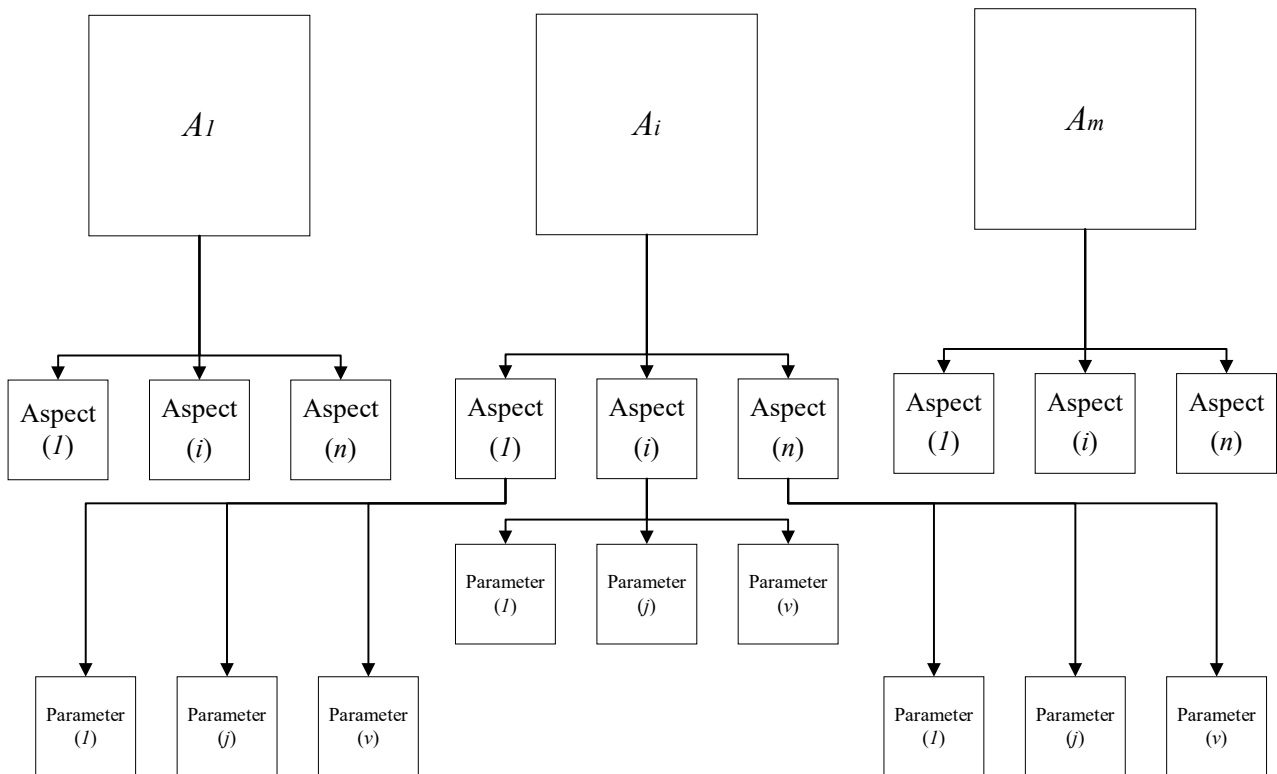 A1
Ai
Am
Aspect
(1)
Aspect
(i)
Aspect
(n)
Aspect
(1)
Aspect
(i)
Aspect
(n)
Aspect
(1)
Aspect
(i)
Aspect
(n)
Parameter
(1)
Parameter
(j)
Parameter
(v)
Parameter
(1)
Parameter
(j)
Parameter
(v)
Parameter
(1)
Parameter
(j)
Parameter
(v)